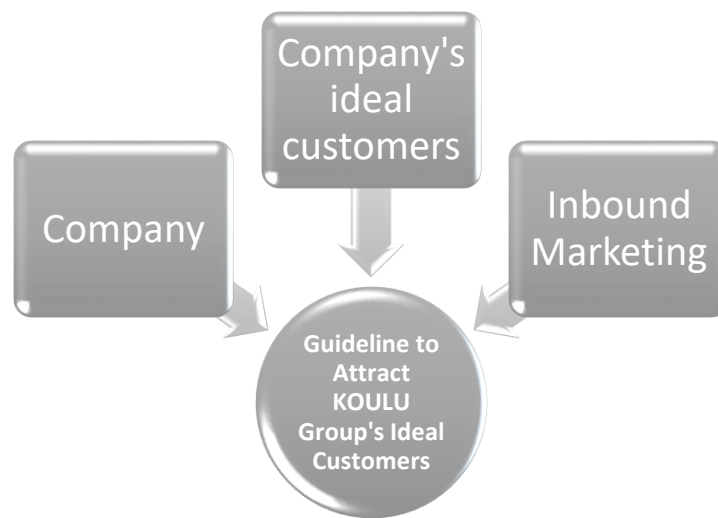 Company's
ideal
customers
Company
Inbound
Marketing
Guideline to
Attract
KOULU
Group's Ideal
Customers